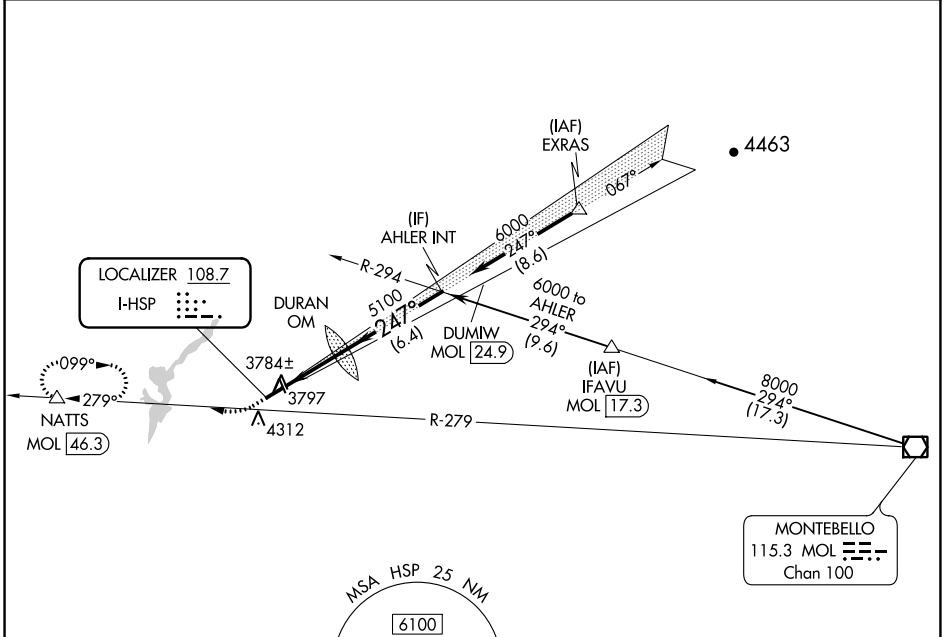 (IAF)
EXRAS
4463
067°
(IF)
AHLER INT
6000
247°
(8.6)
R-294
LOCALIZER 108.7
I-HSP
DURAN
OM
5100
247°
(6.4)
DUMIW
MOL 24.9
6000 to
AHLER
294°
(9.6)
(IAF)
IFAVU
MOL 17.3
8000
294°
(17.3)
099°
279°
NATTS
MOL 46.3
3784±
3797
4312
R-279
MONTEBELLO
115.3 MOL
Chan 100
MSA HSP 25 NM
6100